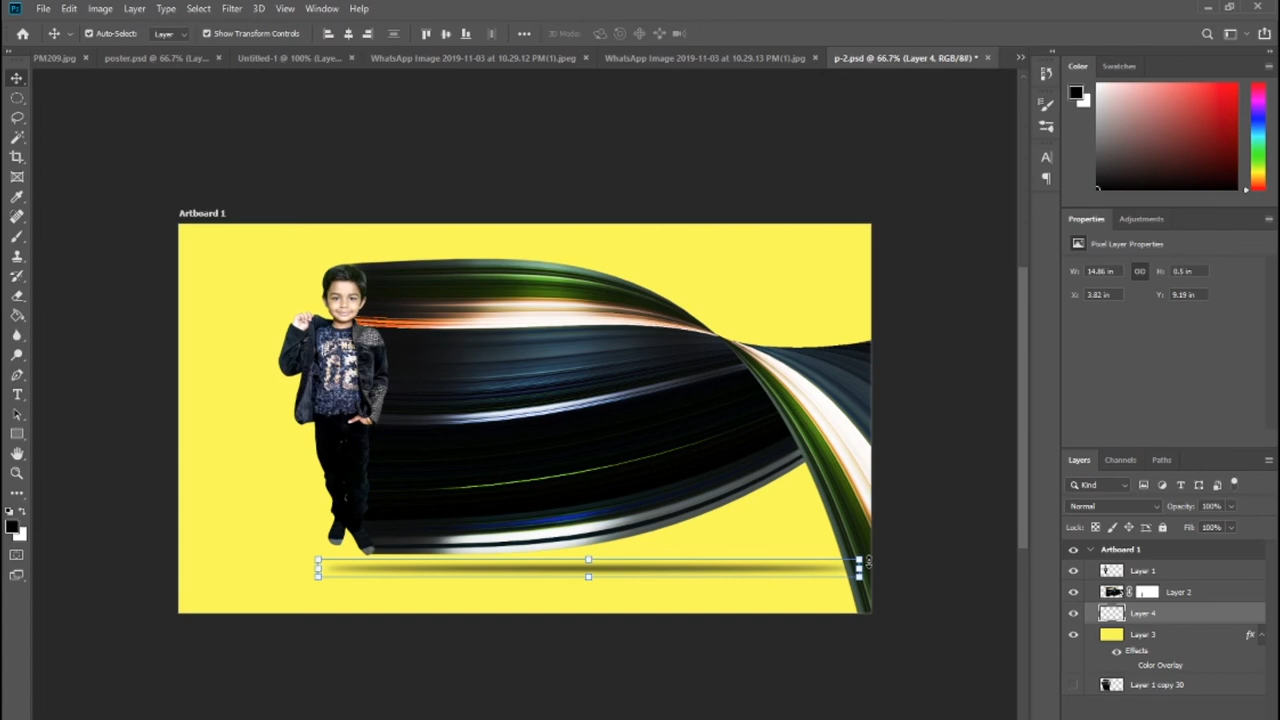 Ps File Edit Image Layer Type Select Filter 3D View Window Help
Auto-Select: Layer Show Transform Controls 3D Mode:
PM209.jpg × poster.psd @ 66.7% (Lay... × Untitled-1 @ 100% (Laye... × WhatsApp Image 2019-11-03 at 10.29.12 PM(1).jpeg × WhatsApp Image 2019-11-03 at 10.29.13 PM(1).jpg × p-2.psd @ 66.7% (Layer 4, RGB/8#) * ×
Color Swatches
Artboard 1
Properties Adjustments
Pixel Layer Properties
W: 14.86 in H: 0.5 in
X: 3.82 in Y: 9.19 in
Layers Channels Paths
Kind
Normal Opacity: 100%
Lock: Fill: 100%
Artboard 1
Layer 1
Layer 2
Layer 4
Layer 3 fx
Effects
Color Overlay
Layer 1 copy 30